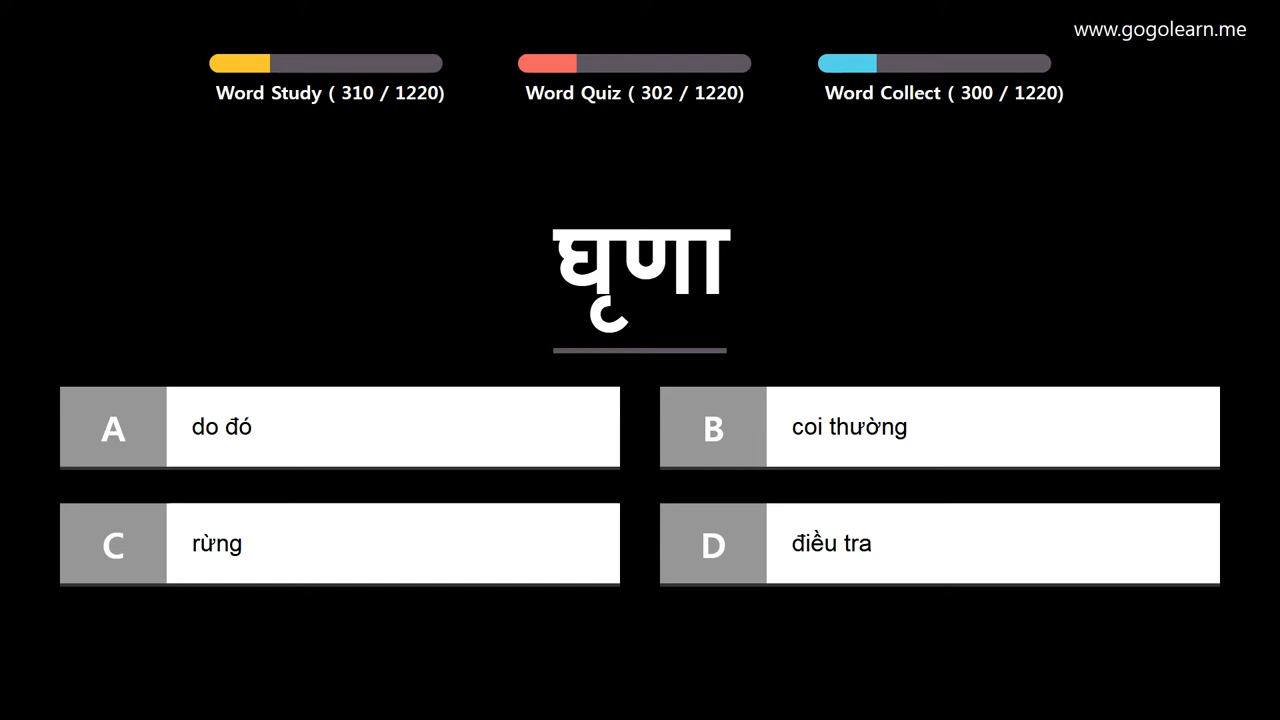 www.gogolearn.me
Word Study ( 310 / 1220)
Word Quiz ( 302 / 1220)
Word Collect ( 300 / 1220)
घृणा
A do đó
B coi thường
C rừng
D điều tra